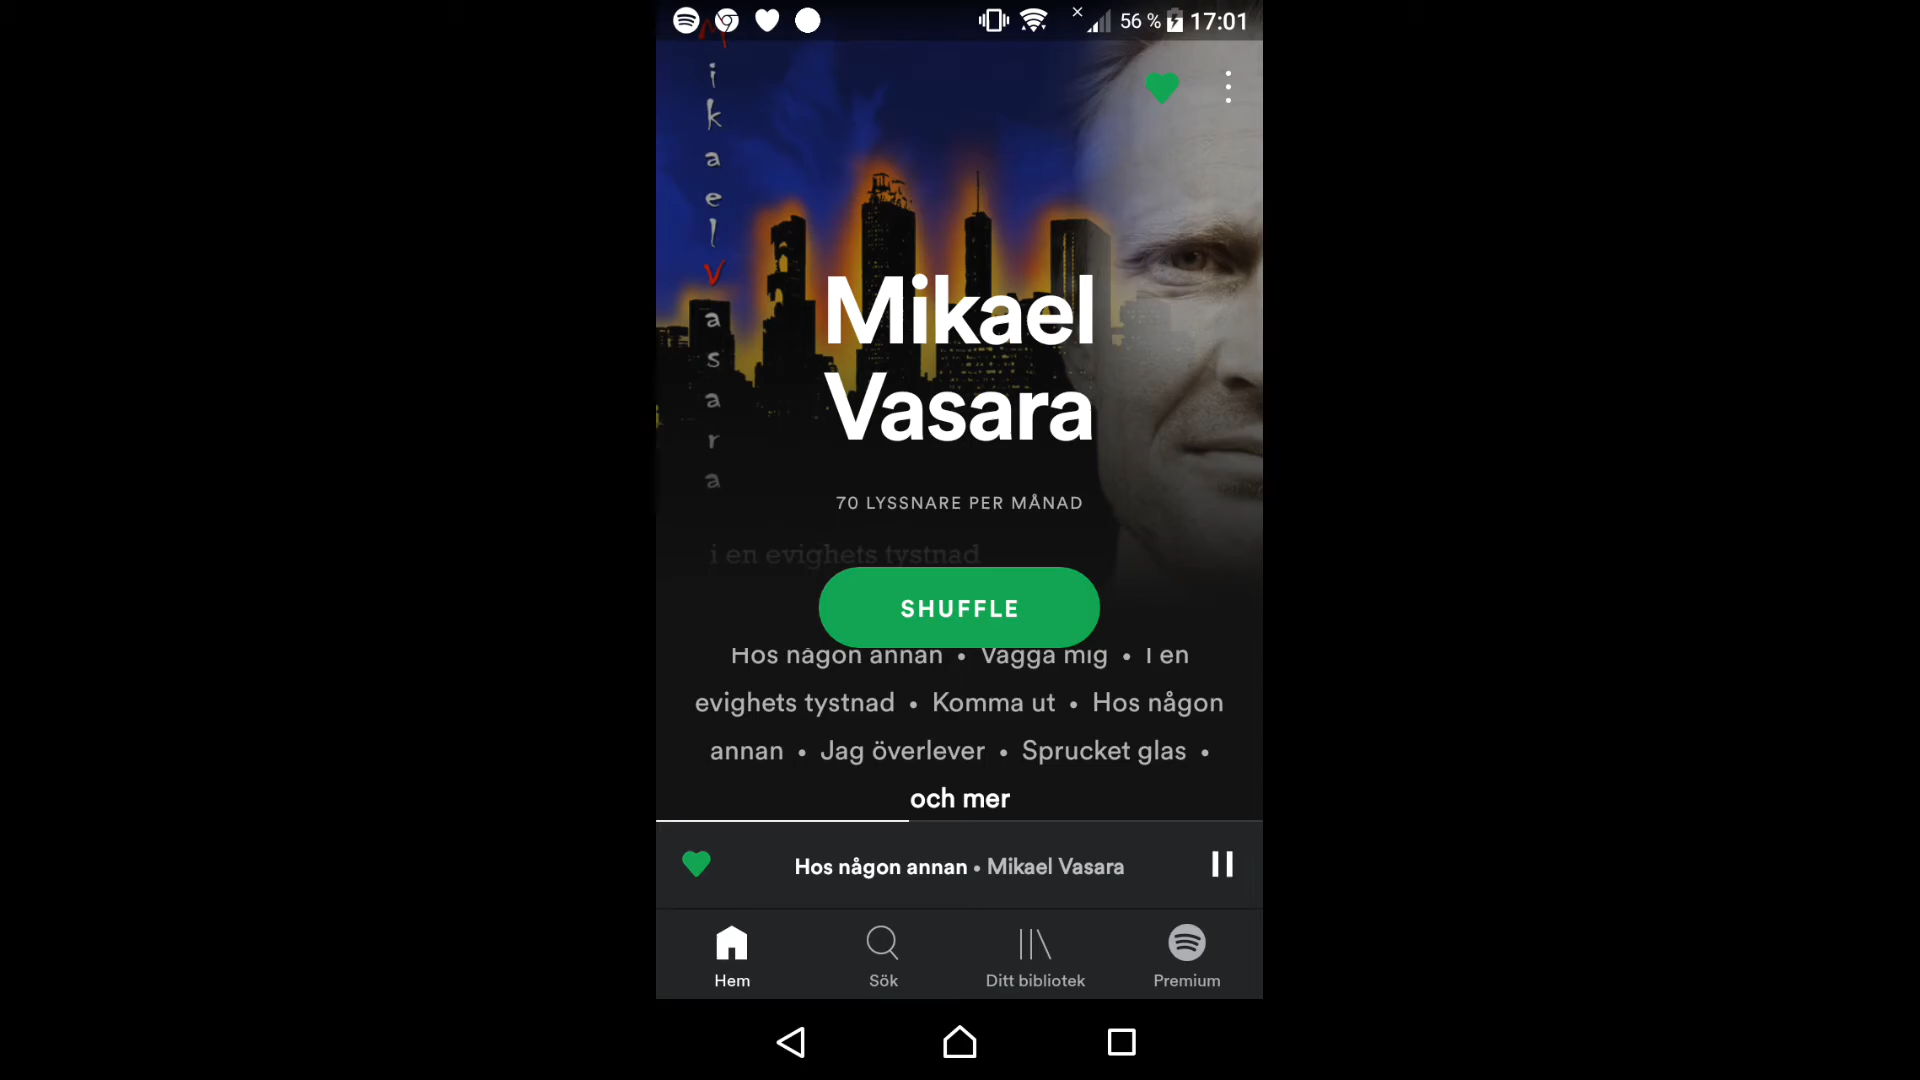 56 % 17:01
M
i
k
a
e
l
V
a
s
a
r
a
Mikael
Vasara
70 LYSSNARE PER MÅNAD
i en evighets tystnad
SHUFFLE
Hos någon annan • Vagga mig • I en
evighets tystnad • Komma ut • Hos någon
annan • Jag överlever • Sprucket glas •
och mer
Hos någon annan • Mikael Vasara
Hem Sök Ditt bibliotek Premium